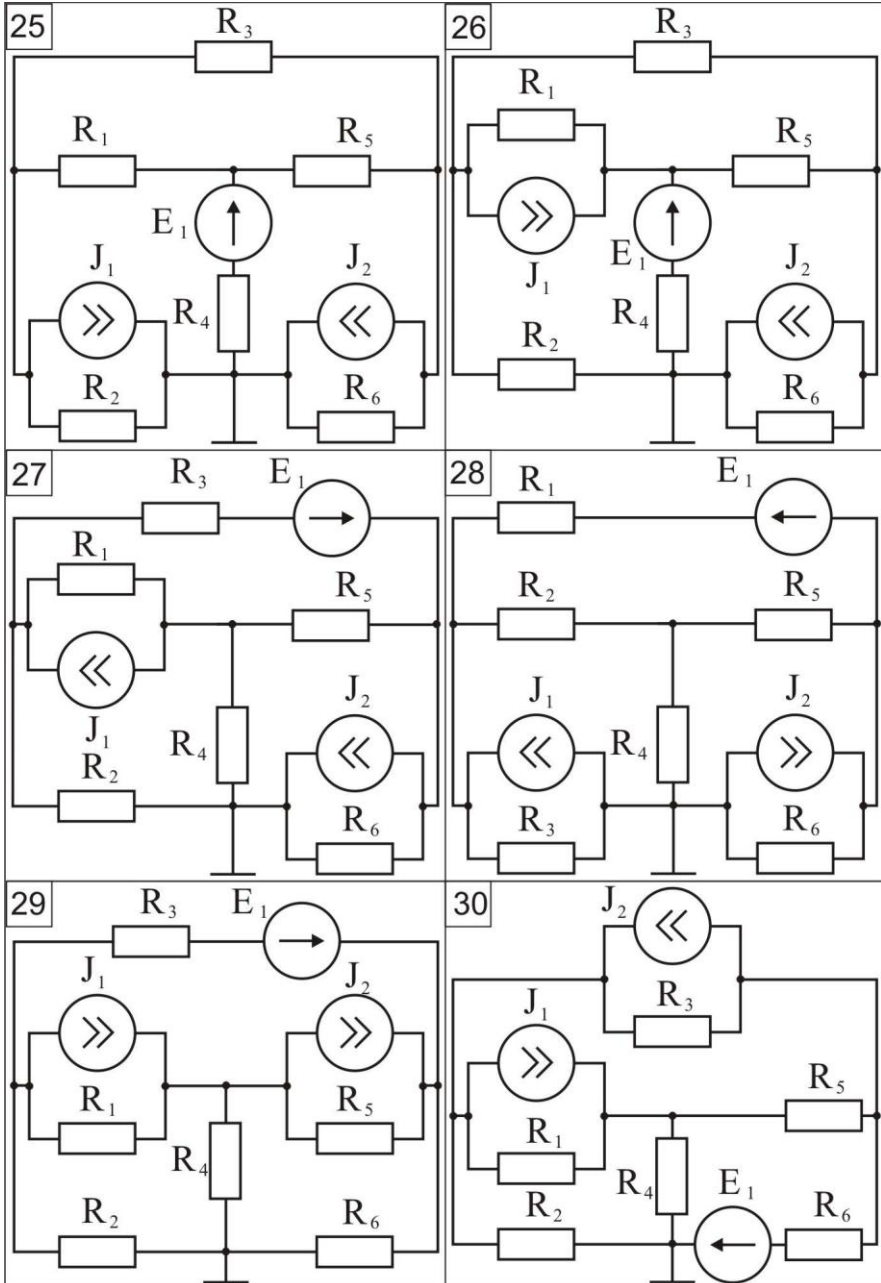 25
R₃
R₁
R₅
E₁
J₁
J₂
R₄
R₂
R₆
26
R₃
R₁
R₅
J₁
E₁
J₂
R₂
R₄
R₆
27
R₃
E₁
R₁
R₅
J₁
J₂
R₂
R₄
R₆
28
R₁
E₁
R₂
R₅
J₁
J₂
R₄
R₃
R₆
29
R₃
E₁
J₁
J₂
R₁
R₅
R₄
R₂
R₆
30
J₂
R₃
J₁
R₅
R₁
R₄
E₁
R₆
R₂